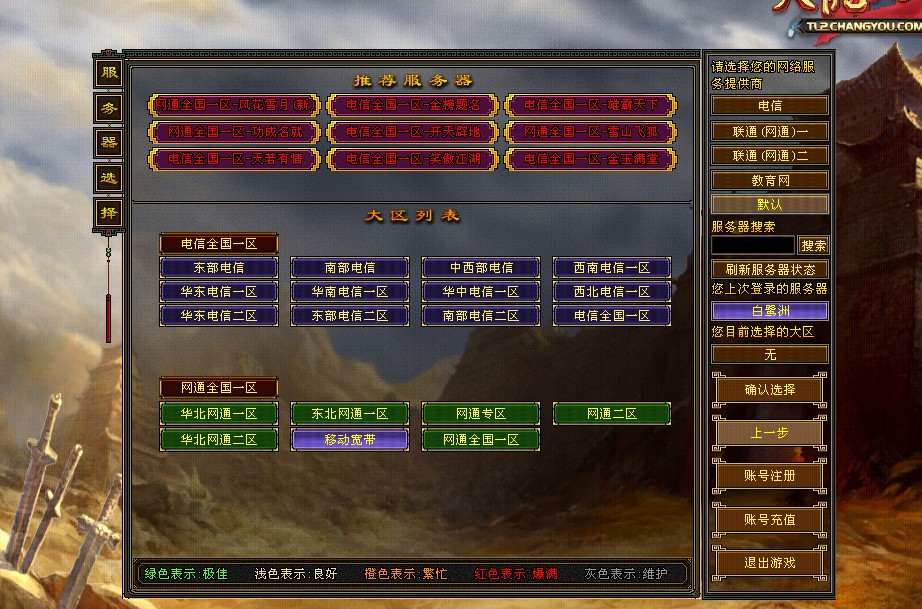 TL2.CHANGYOU.COM
服务器选择
推荐服务器
网通全国一区-风花雪月(新) 电信全国一区-金榜题名 电信全国一区-雄霸天下
网通全国一区-功成名就 电信全国一区-开天辟地 网通全国一区-雪山飞狐
电信全国一区-天若有情 电信全国一区-笑傲江湖 电信全国一区-金玉满堂
大区列表
电信全国一区
东部电信 南部电信 中西部电信 西南电信一区
华东电信一区 华南电信一区 华中电信一区 西北电信一区
华东电信二区 东部电信二区 南部电信二区 电信全国一区
网通全国一区
华北网通一区 东北网通一区 网通专区 网通二区
华北网通二区 移动宽带 网通全国一区
绿色表示:极佳 浅色表示:良好 橙色表示:繁忙 红色表示:爆满 灰色表示:维护
请选择您的网络服
务提供商
电信
联通(网通)一
联通(网通)二
教育网
默认
服务器搜索
搜索
刷新服务器状态
您上次登录的服务器
白鹭洲
您目前选择的大区
无
确认选择
上一步
账号注册
账号充值
退出游戏